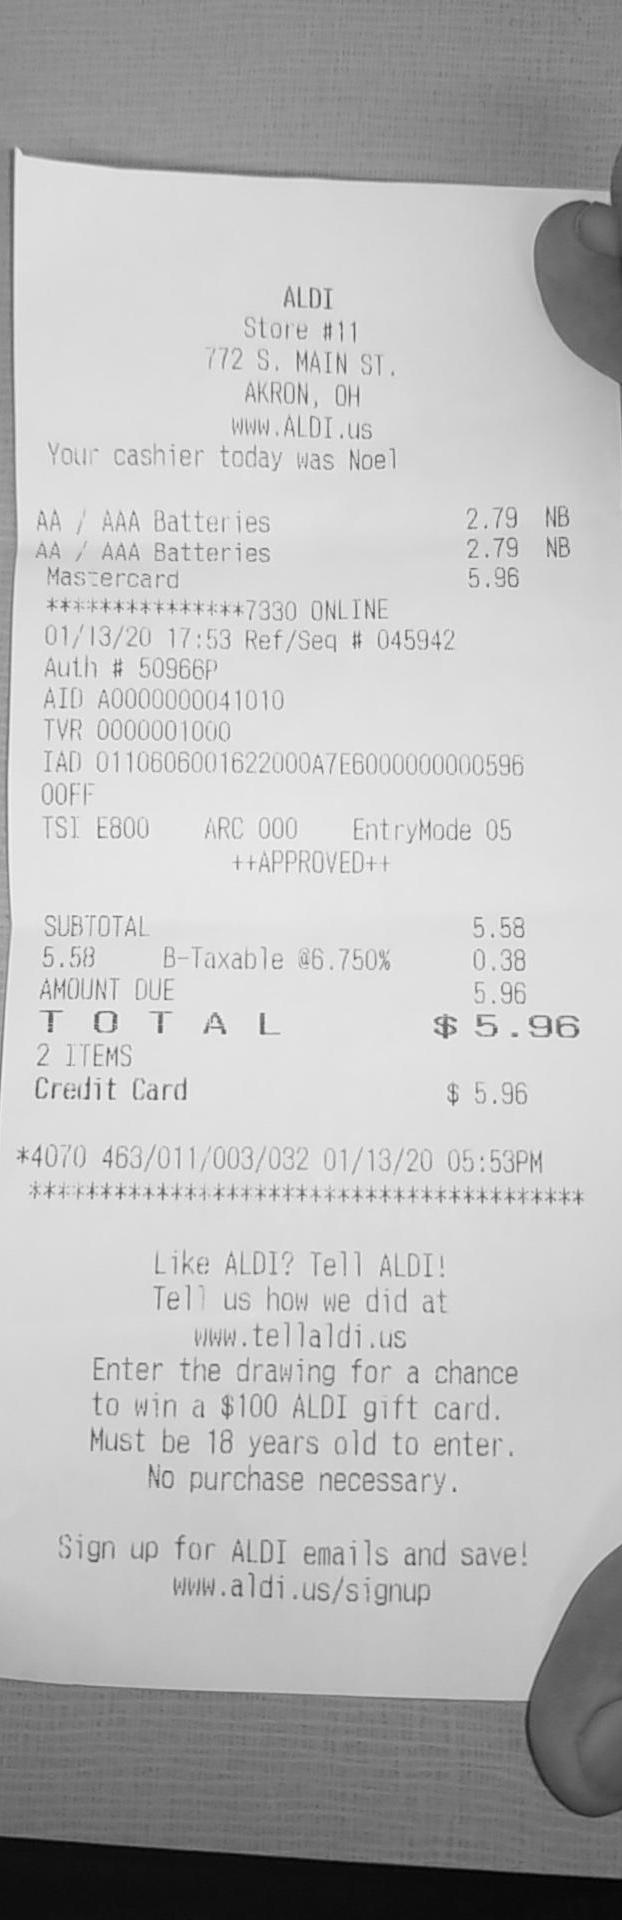 ALDI
Store #11
772 S. MAIN ST.
AKRON, OH
www.ALDI.us
Your cashier today was Noel
AA / AAA Batteries 2.79 NB
AA / AAA Batteries 2.79 NB
Mastercard 5.96
***************7330 ONLINE
01/13/20 17:53 Ref/Seq # 045942
Auth # 50966P
AID A0000000041010
TVR 0000001000
IAD 0110606001622000A7E6000000000596
00FF
TSI E800 ARC 000 EntryMode 05
++APPROVED++
SUBTOTAL 5.58
5.58 B-Taxable @6.750% 0.38
AMOUNT DUE 5.96
T O T A L $ 5.96
2 ITEMS
Credit Card $ 5.96
*4070 463/011/003/032 01/13/20 05:53PM
***************************************
Like ALDI? Tell ALDI!
Tell us how we did at
www.tellaldi.us
Enter the drawing for a chance
to win a $100 ALDI gift card.
Must be 18 years old to enter.
No purchase necessary.
Sign up for ALDI emails and save!
www.aldi.us/signup